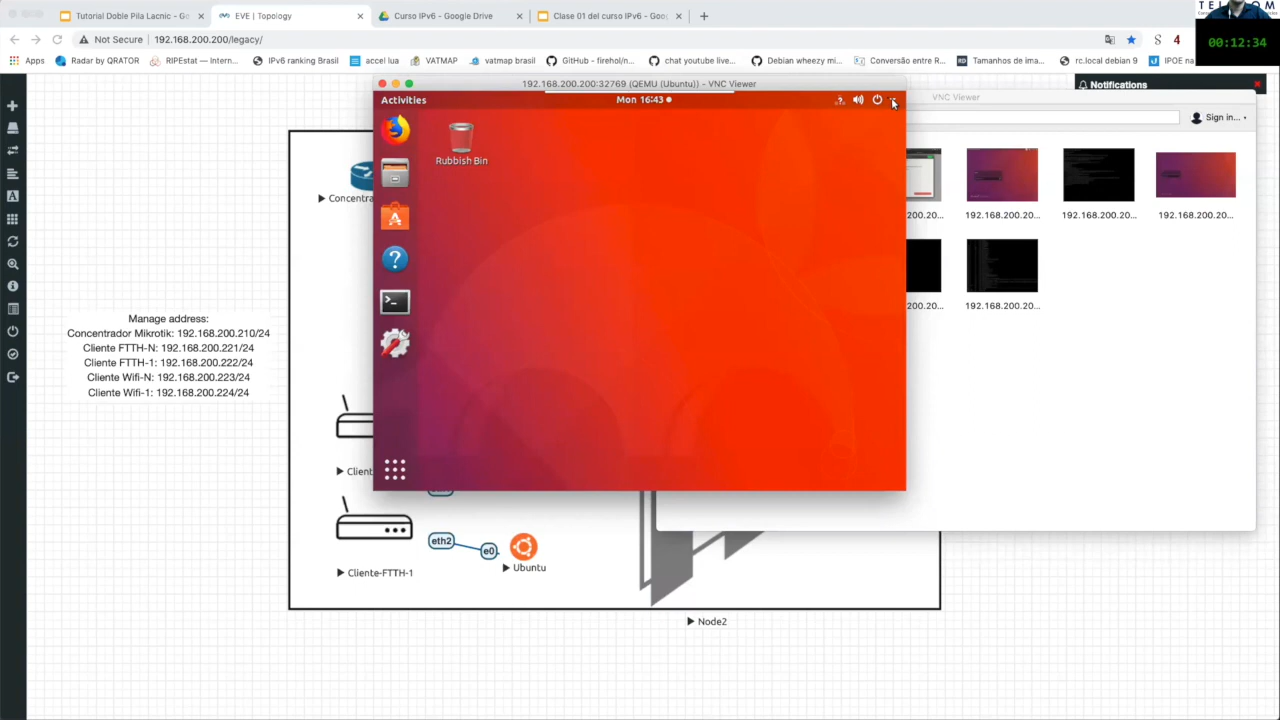 Tutorial Doble Pila Lacnic - Go
EVE | Topology
Curso IPv6 - Google Drive
Clase 01 del curso IPv6 - Goo
00:12:34
Not Secure
192.168.200.200/legacy/
S 4
Apps
Radar by QRATOR
RIPEstat — Intern...
IPv6 ranking Brasil
accel lua
VATMAP
vatmap brasil
GitHub - firehol/n...
chat youtube live...
Debian wheezy mi...
Conversão entre R...
Tamanhos de ima...
rc.local debian 9
IPOE na
192.168.200.200:32769 (QEMU (Ubuntu)) - VNC Viewer
Notifications
VNC Viewer
Activities
Mon 16:43
Sign in...
Rubbish Bin
Concentra
00.20...
192.168.200.20...
192.168.200.20...
192.168.200.20...
00.20...
192.168.200.20...
Manage address:
Concentrador Mikrotik: 192.168.200.210/24
Cliente FTTH-N: 192.168.200.221/24
Cliente FTTH-1: 192.168.200.222/24
Cliente Wifi-N: 192.168.200.223/24
Cliente Wifi-1: 192.168.200.224/24
Client
eth2
e0
Cliente-FTTH-1
Ubuntu
Node2